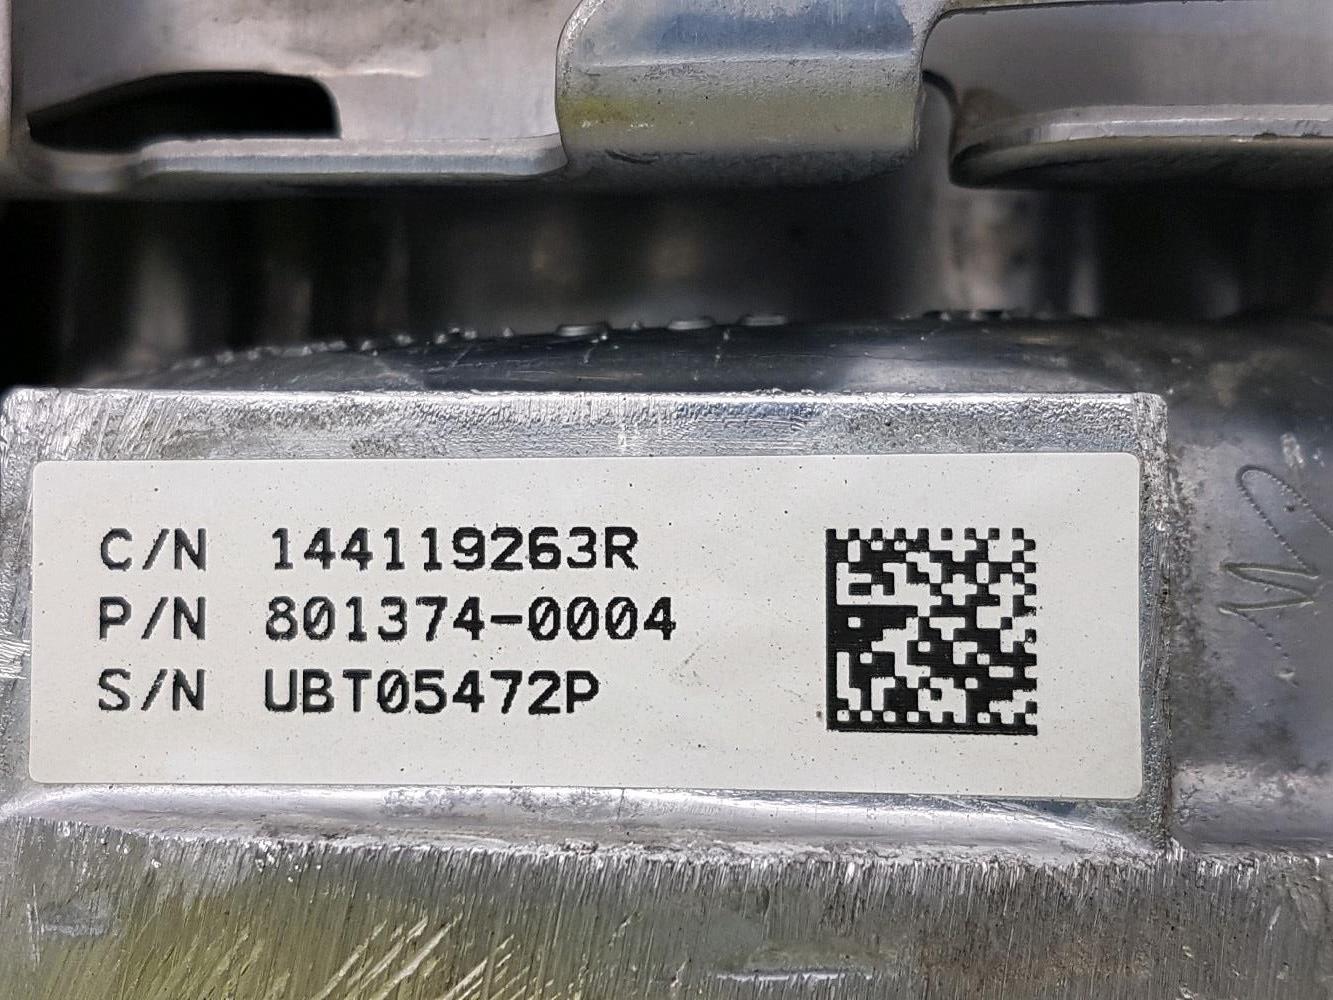 C/N 144119263R
P/N 801374-0004
S/N UBT05472P